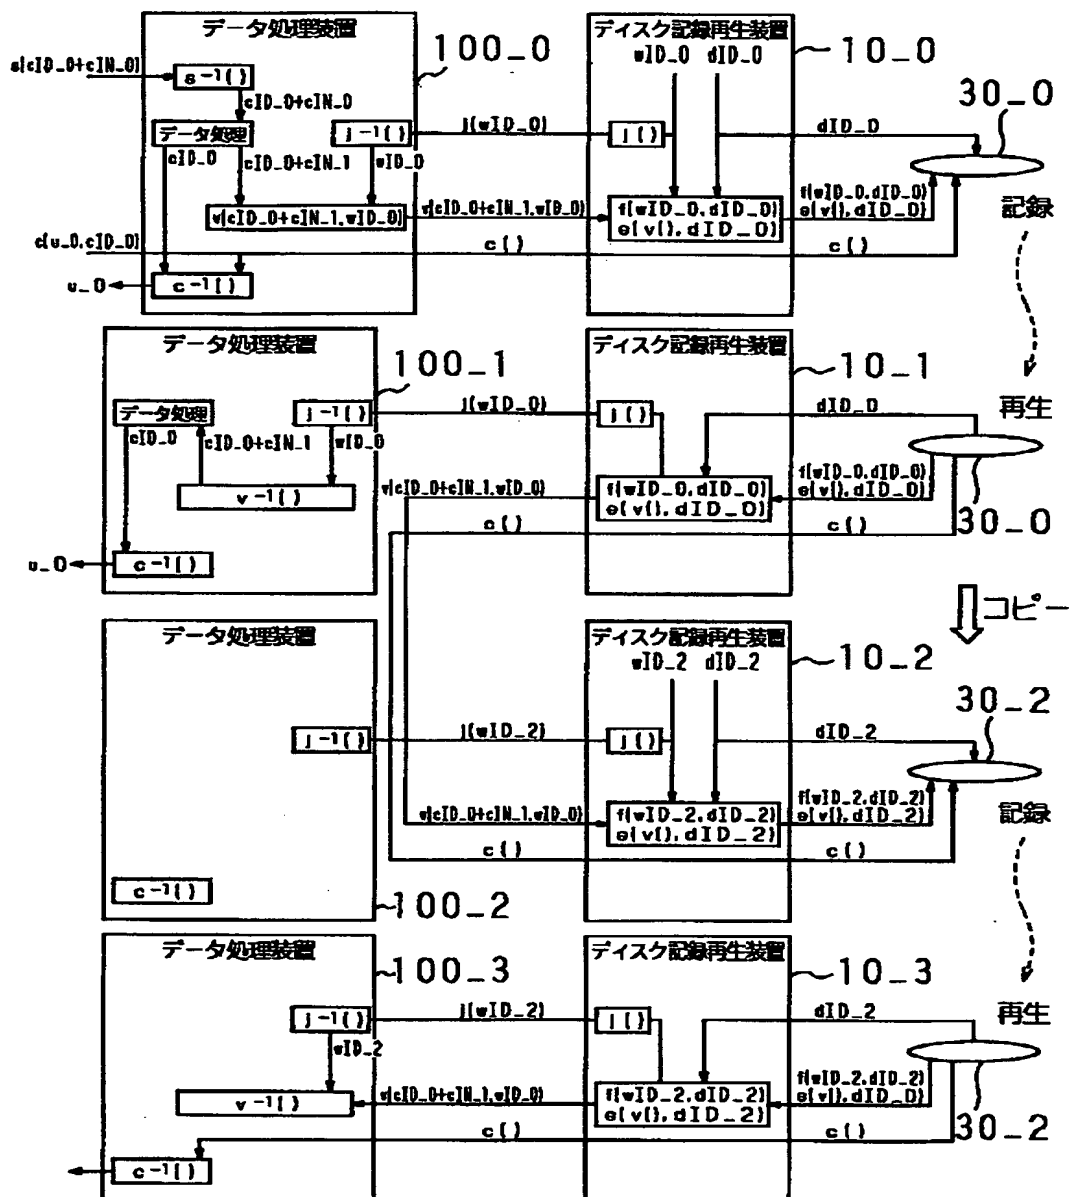 データ処理装置
100_0
s(cID_0+cIN_0)
s-1()
cID_0+cIN_0
データ処理
j-1()
cID_0
cID_0+cIN_1
wID_0
v(cID_0+cIN_1,wID_0)
c(u_0,cID_0)
u_0
c-1()
j(wID_0)
v(cID_0+cIN_1,wID_0)
c()
ディスク記録再生装置
wID_0 dID_0
10_0
j()
f(wID_0,dID_0)
e(v(),dID_0)
dID_0
f(wID_0,dID_0)
e(v(),dID_0)
c()
30_0
記録
データ処理装置
100_1
データ処理
j-1()
cID_0
cID_0+cIN_1
wID_0
v-1()
u_0
c-1()
j(wID_0)
v(cID_0+cIN_1,wID_0)
c()
ディスク記録再生装置
10_1
j()
f(wID_0,dID_0)
e(v(),dID_0)
dID_0
f(wID_0,dID_0)
e(v(),dID_0)
c()
再生
30_0
コピー
データ処理装置
j-1()
c-1()
100_2
j(wID_2)
v(cID_0+cIN_1,wID_0)
c()
ディスク記録再生装置
wID_2 dID_2
10_2
j()
f(wID_2,dID_2)
e(v(),dID_2)
dID_2
f(wID_2,dID_2)
e(v(),dID_2)
c()
30_2
記録
データ処理装置
100_3
j-1()
wID_2
v-1()
c-1()
j(wID_2)
v(cID_0+cIN_1,wID_0)
c()
ディスク記録再生装置
10_3
j()
f(wID_2,dID_2)
e(v(),dID_2)
dID_2
f(wID_2,dID_2)
e(v(),dID_0)
c()
再生
30_2